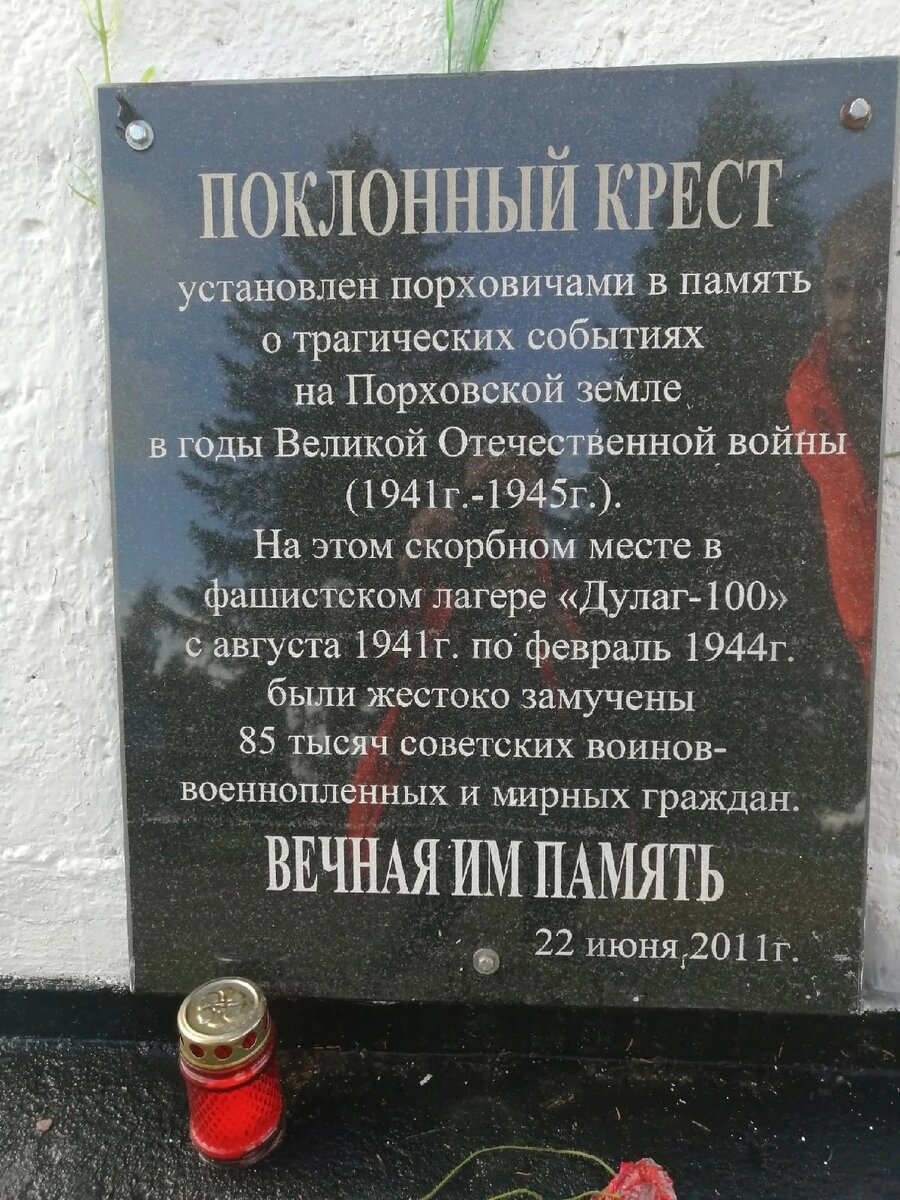 ПОКЛОННЫЙ КРЕСТ
установлен порховичами в память
о трагических событиях
на Порховской земле
в годы Великой Отечественной войны
(1941г.-1945г.).
На этом скорбном месте в
фашистском лагере «Дулаг-100»
с августа 1941г. по февраль 1944г.
были жестоко замучены
85 тысяч советских воинов-
военнопленных и мирных граждан.
ВЕЧНАЯ ИМ ПАМЯТЬ
22 июня 2011г.